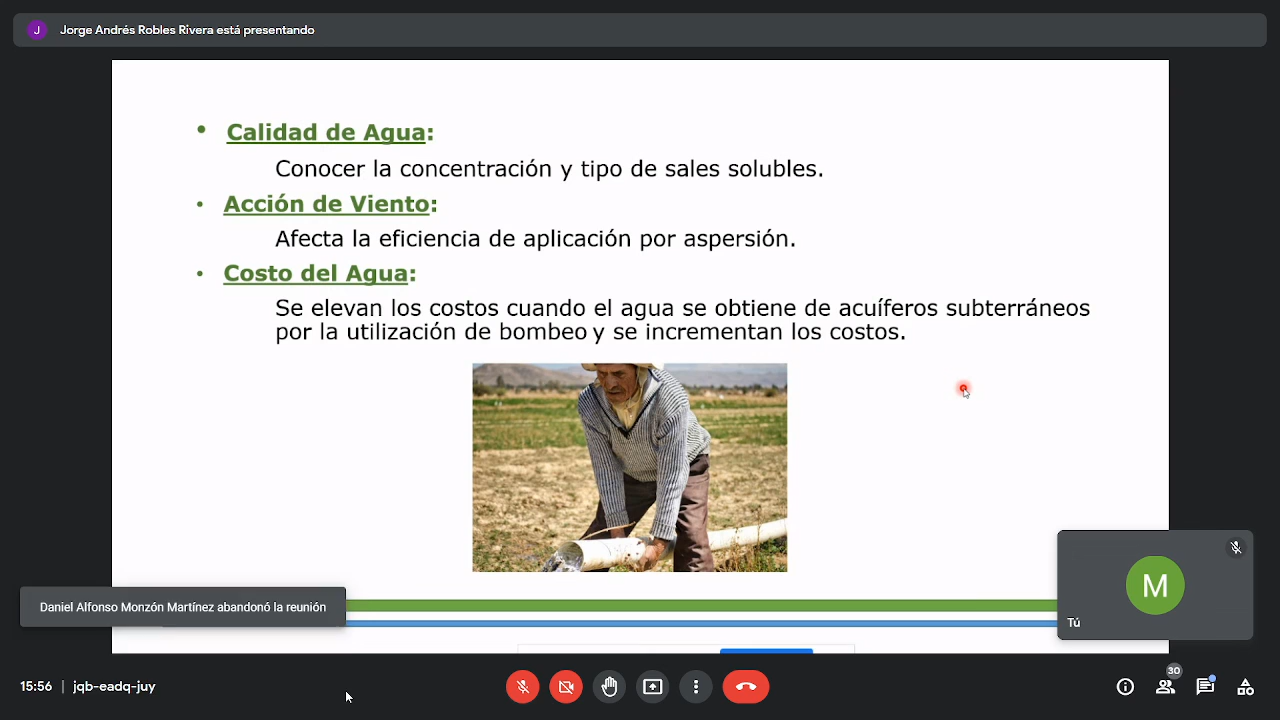 J Jorge Andrés Robles Rivera está presentando
• Calidad de Agua:
Conocer la concentración y tipo de sales solubles.
• Acción de Viento:
Afecta la eficiencia de aplicación por aspersión.
• Costo del Agua:
Se elevan los costos cuando el agua se obtiene de acuíferos subterráneos
por la utilización de bombeo y se incrementan los costos.
M
Daniel Alfonso Monzón Martínez abandonó la reunión
Tú
30
15:56 | jqb-eadq-juy